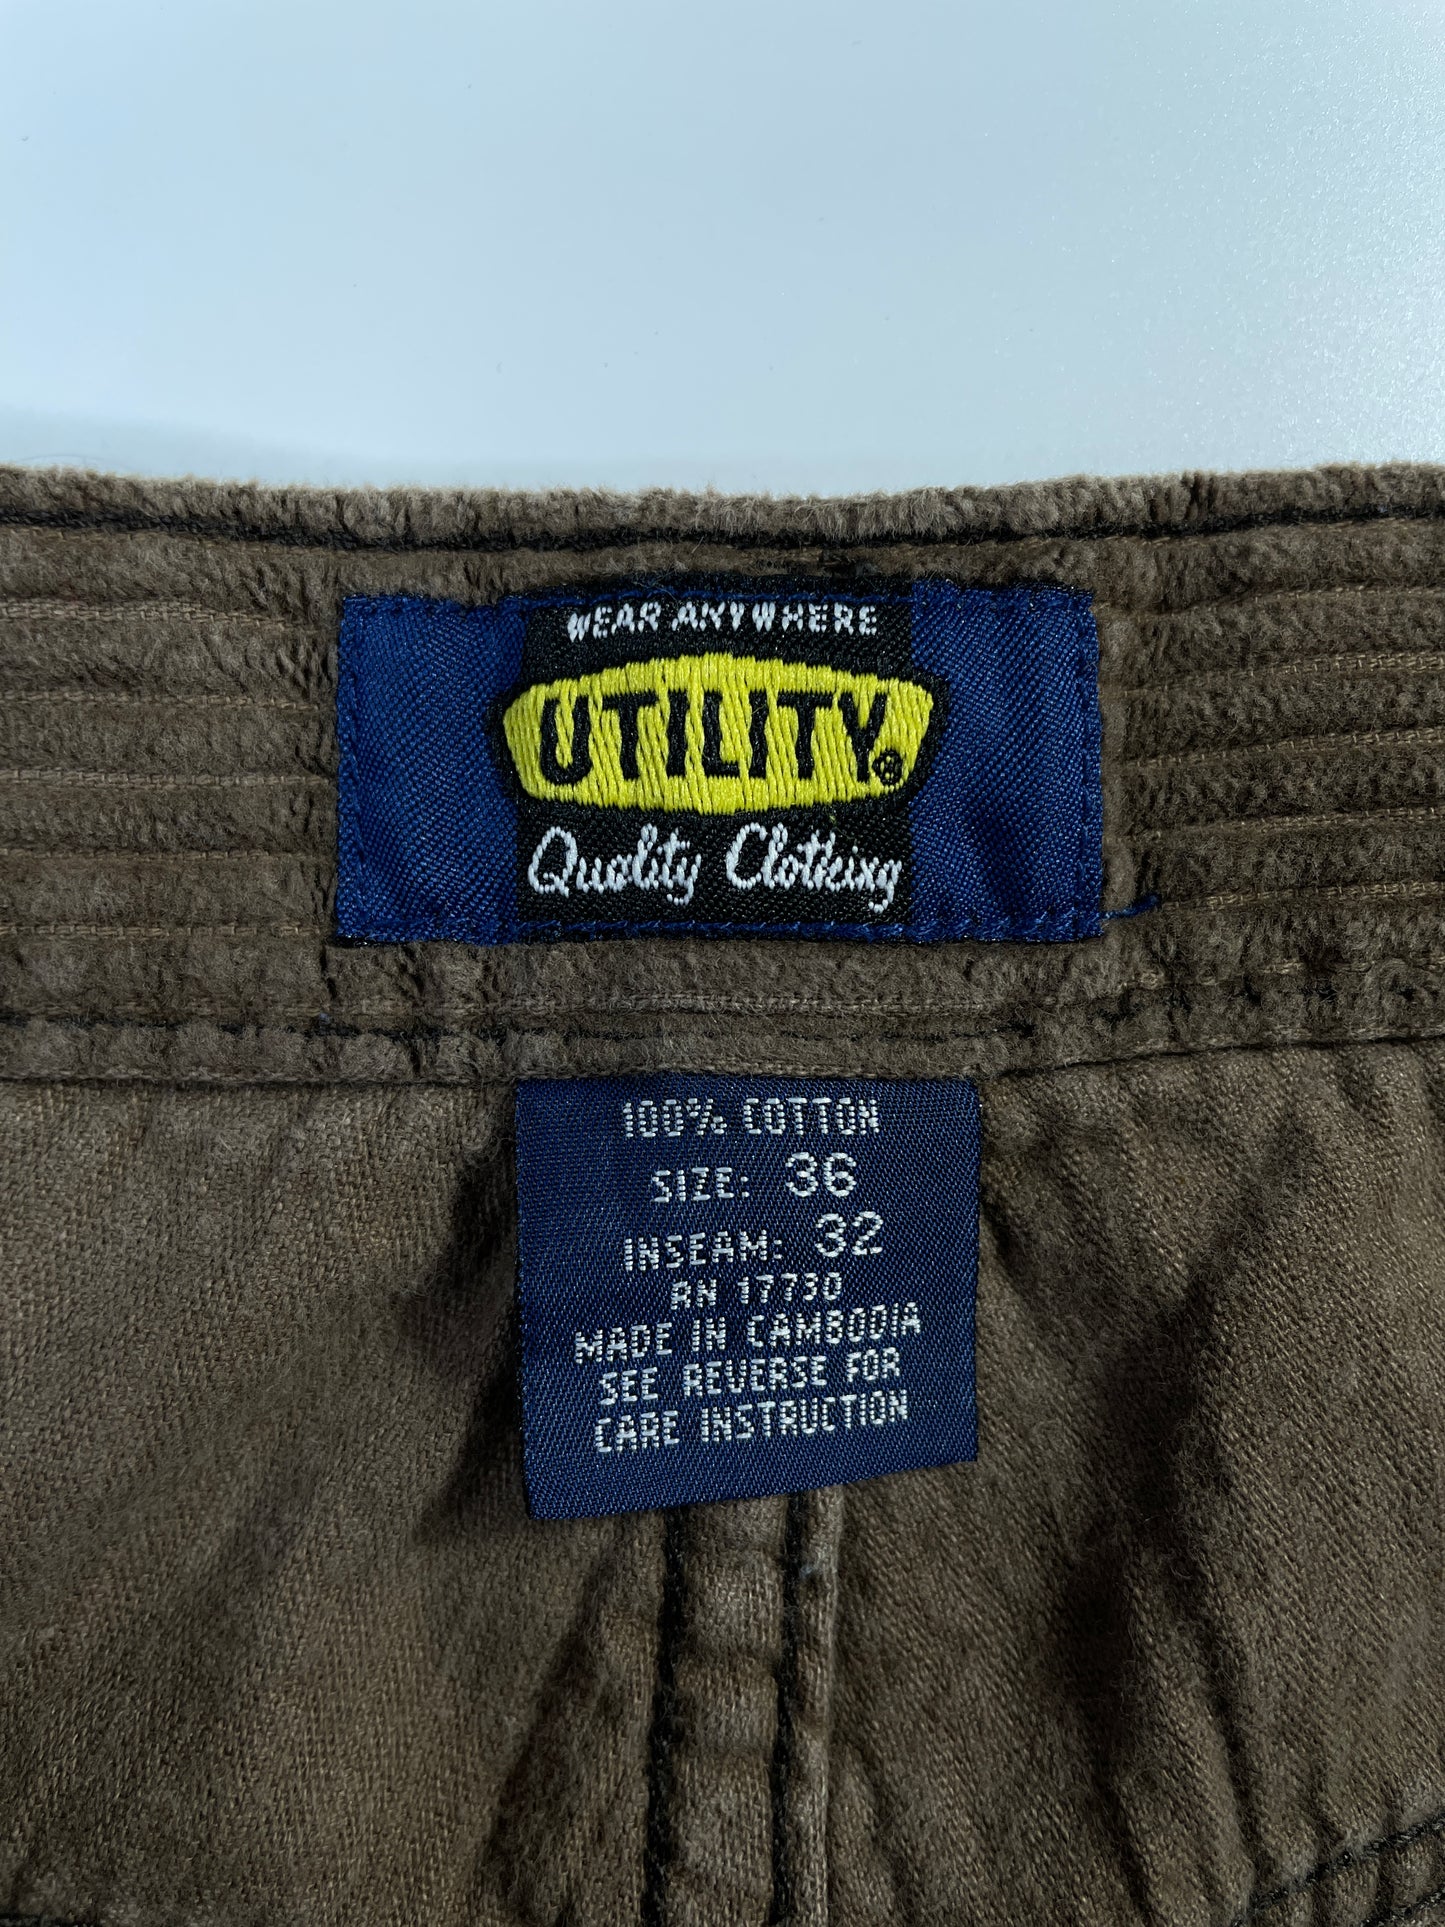 WEAR ANYWHERE
UTILITY®
Quality Clothing
100% COTTON
SIZE: 36
INSEAM: 32
RN 17730
MADE IN CAMBODIA
SEE REVERSE FOR
CARE INSTRUCTION